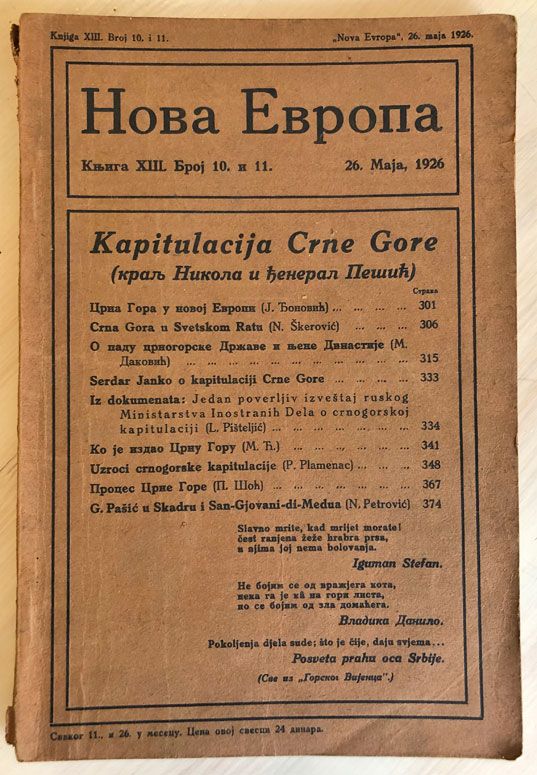 Knjiga XIII. Broj 10. i 11.
„Nova Evropa“, 26. maja 1926.
Нова Европа
Књига XIII. Број 10. и 11.
26. Маја, 1926
Kapitulacija Crne Gore
(краљ Никола и ђенерал Пешић)
Страна
Црна Гора у новој Европи (Ј. Ђоновић) ... ... ... ... 301
Crna Gora u Svetskom Ratu (N. Škerović) ... ... ... 306
О паду црногорске Државе и њене Династије (М.
Даковић) ... ... ... ... ... ... ... ... ... ... 315
Serdar Janko o kapitulaciji Crne Gore ... ... ... ... 333
Iz dokumenata: Jedan poverljiv izveštaj ruskog
Ministarstva Inostranih Dela o crnogorskoj
kapitulaciji (L. Pišteljić) ... ... ... ... ... ... 334
Ко је издао Црну Гору (М. Ћ.) ... ... ... ... ... 341
Uzroci crnogorske kapitulacije (P. Plamenac) ... ... ... 348
Процес Црне Горе (П. Шоћ) ... ... ... ... ... ... 367
G. Pašić u Skadru i San-Gjovani-di-Medua (N. Petrović) 374
Slavno mrite, kad mrijet morate!
čest ranjena žeže hrabra prsa,
u njima joj nema bolovanja.
Iguman Stefan.
Не бојим се од вражјега кота,
нека га је кâ на гори листа,
но се бојим од зла домаћега.
Владика Данило.
Pokoljenja djela sude; što je čije, daju svjema...
Posveta prahu oca Srbije.
(Све из „Горског Вијенца“.)
Сваког 11., и 26. у месецу. Цена овој свесци 24 динара.